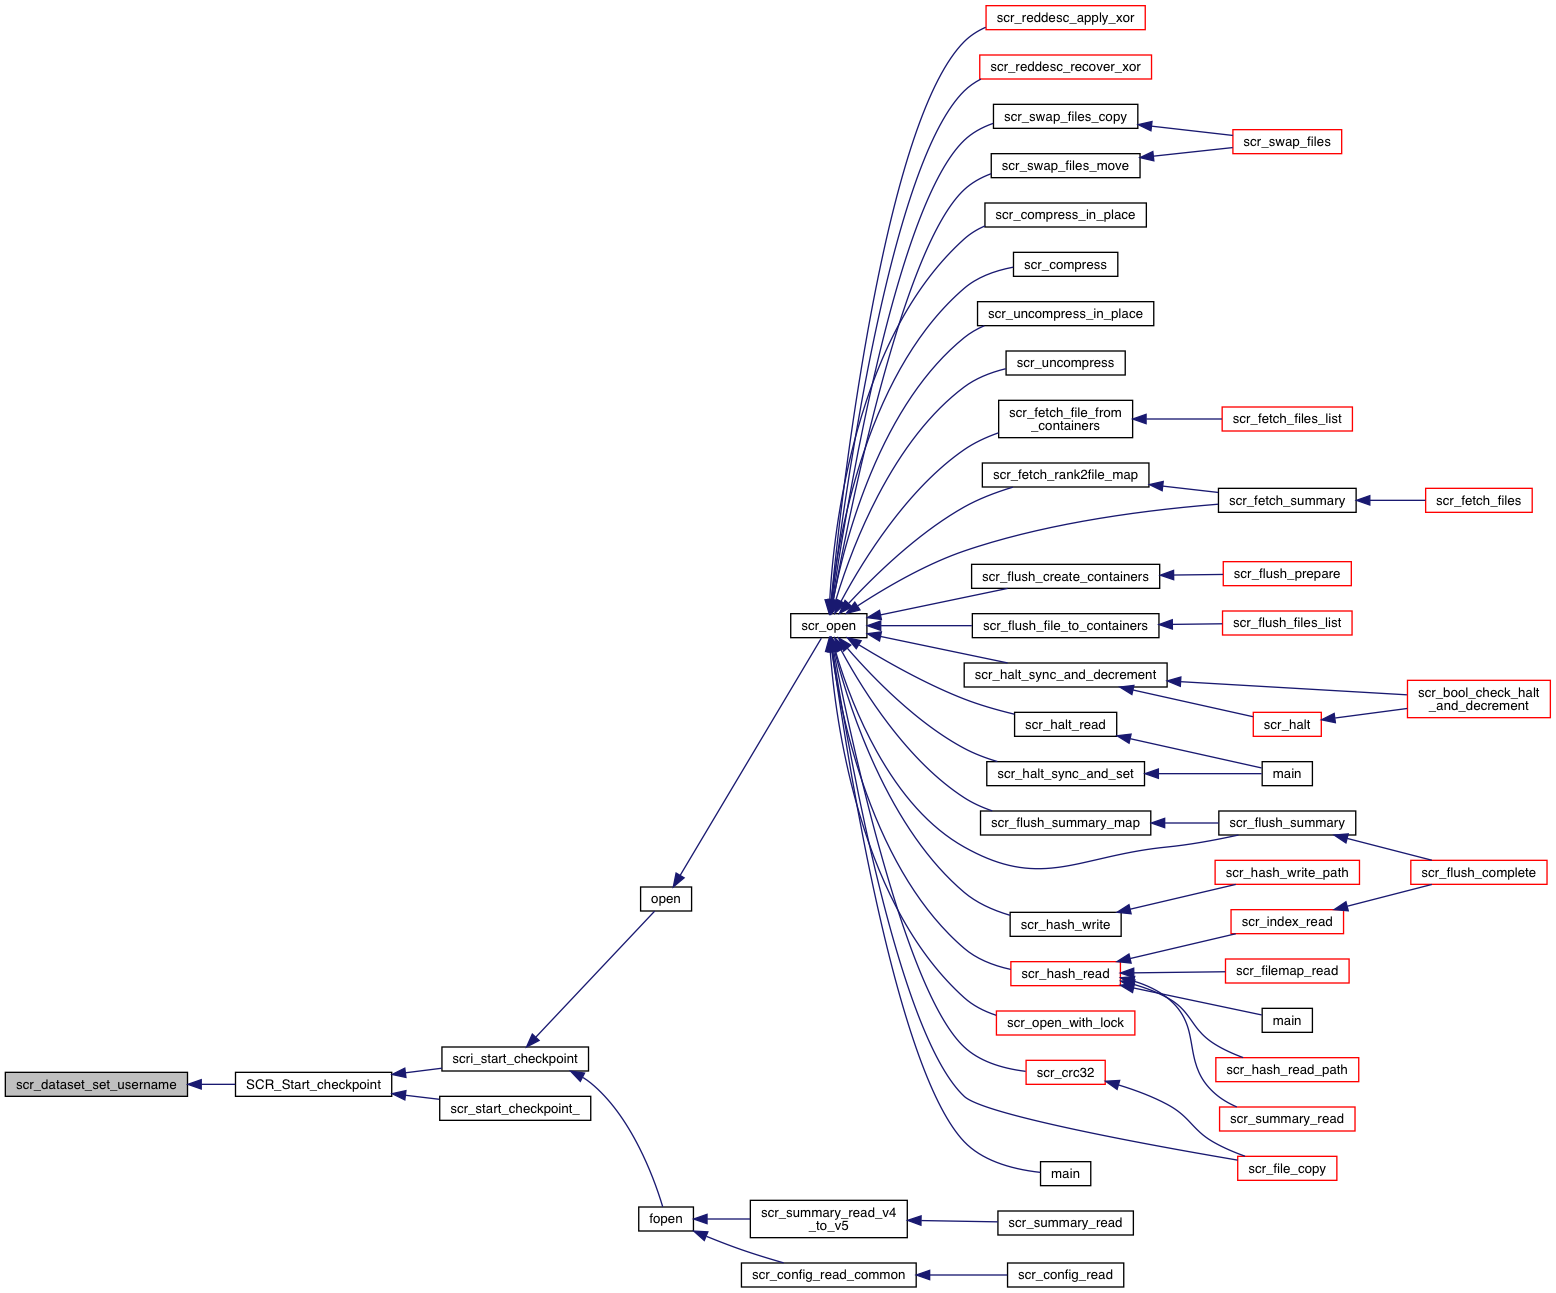 scr_reddesc_apply_xor
scr_reddesc_recover_xor
scr_swap_files_copy
scr_swap_files
scr_swap_files_move
scr_compress_in_place
scr_compress
scr_uncompress_in_place
scr_uncompress
scr_fetch_file_from
_containers
scr_fetch_files_list
scr_fetch_rank2file_map
scr_fetch_summary
scr_fetch_files
scr_flush_create_containers
scr_flush_prepare
scr_open
scr_flush_file_to_containers
scr_flush_files_list
scr_halt_sync_and_decrement
scr_bool_check_halt
_and_decrement
scr_halt
scr_halt_read
scr_halt_sync_and_set
main
scr_flush_summary_map
scr_flush_summary
scr_flush_complete
scr_hash_write_path
open
scr_hash_write
scr_index_read
scr_hash_read
scr_filemap_read
scr_open_with_lock
main
scri_start_checkpoint
scr_crc32
scr_hash_read_path
scr_dataset_set_username
SCR_Start_checkpoint
scr_start_checkpoint_
scr_summary_read
scr_file_copy
main
fopen
scr_summary_read_v4
_to_v5
scr_summary_read
scr_config_read_common
scr_config_read